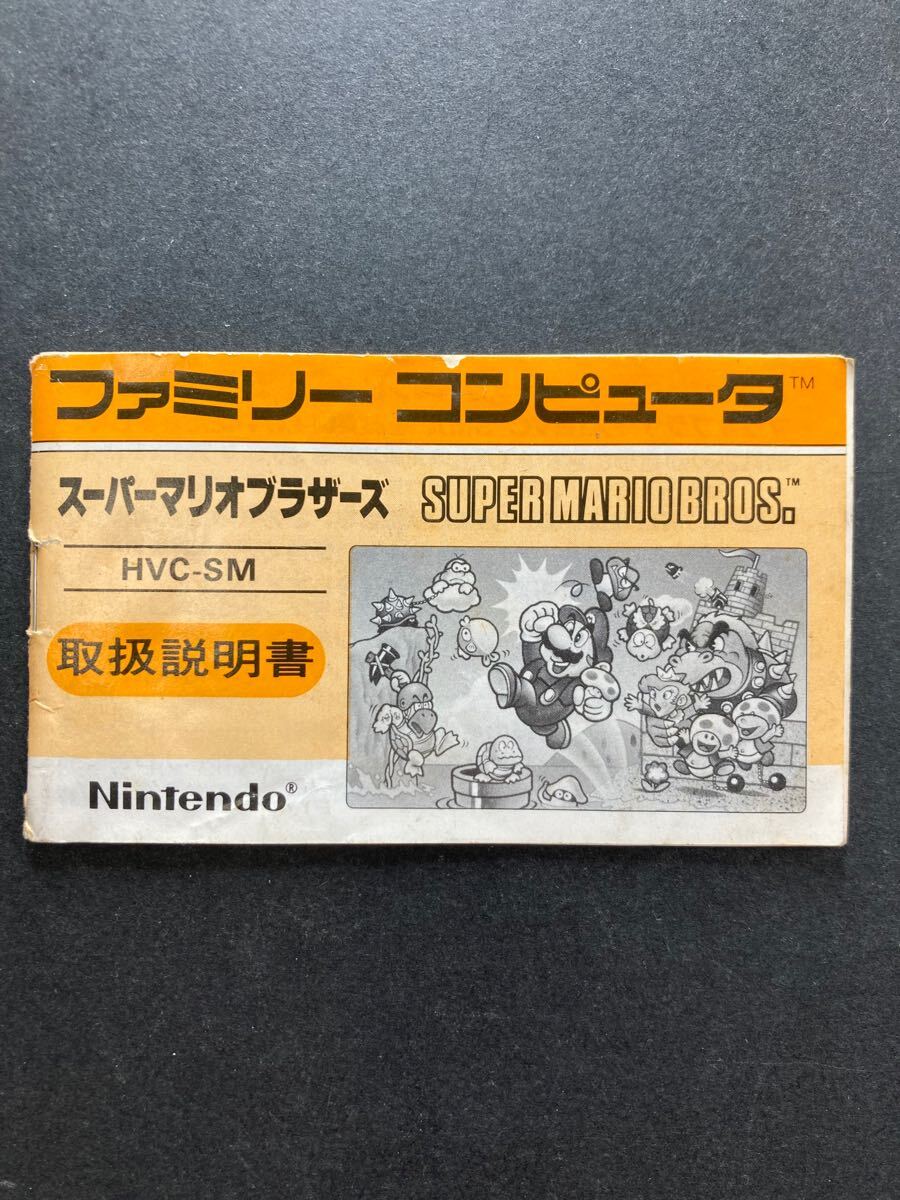 ファミリー コンピュータ™
スーパーマリオブラザーズ SUPER MARIO BROS.™
HVC-SM
取扱説明書
Nintendo®